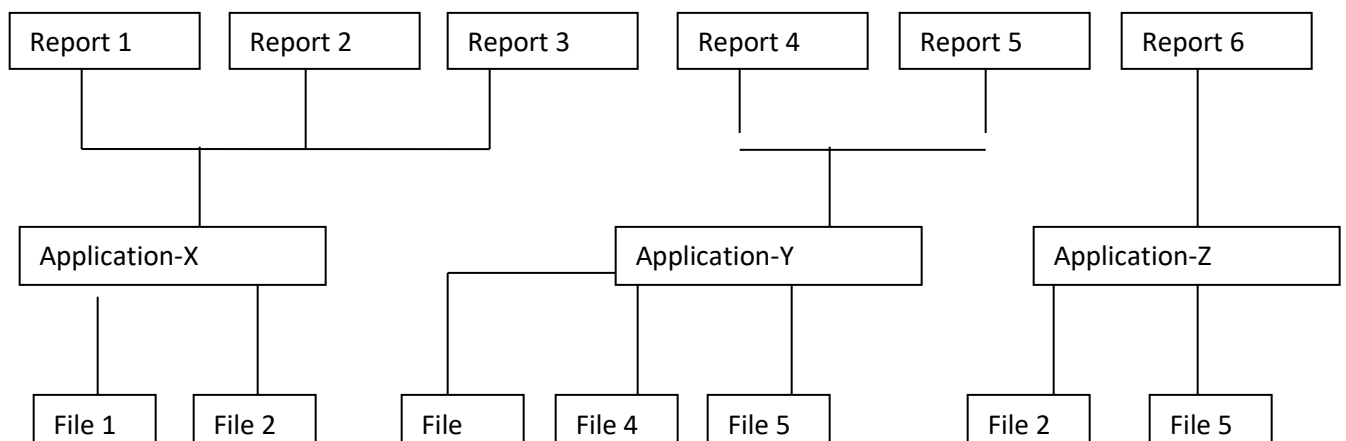 Report 1 Report 2 Report 3 Report 4 Report 5 Report 6
Application-X Application-Y Application-Z
File 1 File 2 File File 4 File 5 File 2 File 5